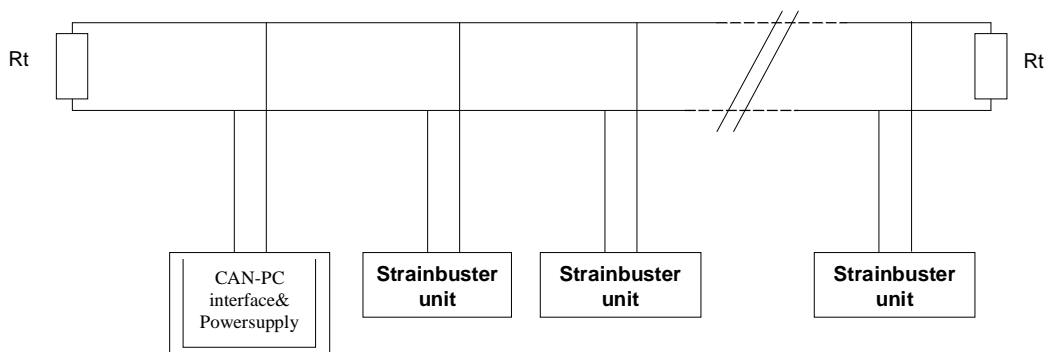 Rt
Rt
CAN-PC
interface&
Powersupply
Strainbuster
unit
Strainbuster
unit
Strainbuster
unit